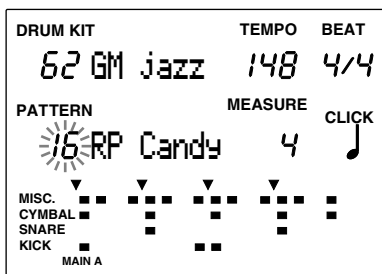 DRUM KIT TEMPO BEAT
62 GM jazz 148 4/4
PATTERN MEASURE CLICK
16 RP Candy 4
MISC.
CYMBAL
SNARE
KICK
MAIN A